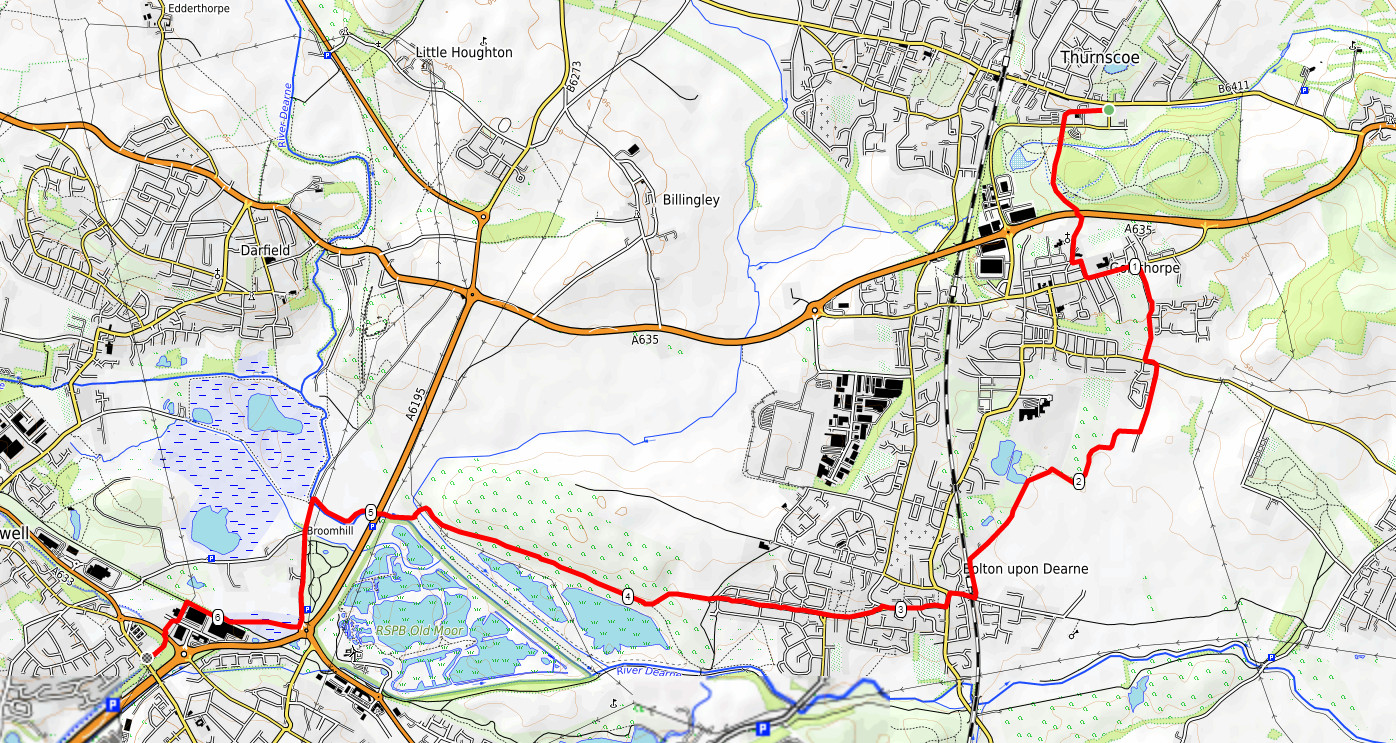 Edderthorpe
Little Houghton
Thurnscoe
B6273
B6411
River Dearne
P
P
Billingley
A635
Darfield
1
A635
A6195
2
5
P
Broomhill
well
P
Bolton upon Dearne
A633
4
3
P
6
RSPB Old Moor
P
River Dearne
P
P